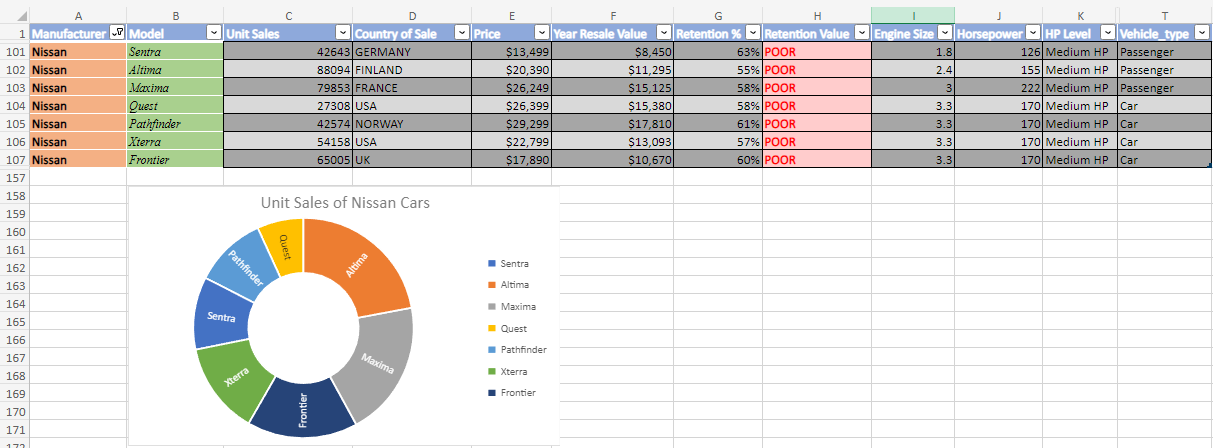 A B C D E F G H I J K T
1 Manufacturer Model Unit Sales Country of Sale Price Year Resale Value Retention % Retention Value Engine Size Horsepower HP Level Vehicle_type
101 Nissan Sentra 42643 GERMANY $13,499 $8,450 63% POOR 1.8 126 Medium HP Passenger
102 Nissan Altima 88094 FINLAND $20,390 $11,295 55% POOR 2.4 155 Medium HP Passenger
103 Nissan Maxima 79853 FRANCE $26,249 $15,125 58% POOR 3 222 Medium HP Passenger
104 Nissan Quest 27308 USA $26,399 $15,380 58% POOR 3.3 170 Medium HP Car
105 Nissan Pathfinder 42574 NORWAY $29,299 $17,810 61% POOR 3.3 170 Medium HP Car
106 Nissan Xterra 54158 USA $22,799 $13,093 57% POOR 3.3 170 Medium HP Car
107 Nissan Frontier 65005 UK $17,890 $10,670 60% POOR 3.3 170 Medium HP Car
157
158
159
160
161
162
163
164
165
166
167
168
169
170
171
172
Unit Sales of Nissan Cars
Quest
Altima
Pathfinder
Sentra
Maxima
Xterra
Frontier
Sentra
Altima
Maxima
Quest
Pathfinder
Xterra
Frontier